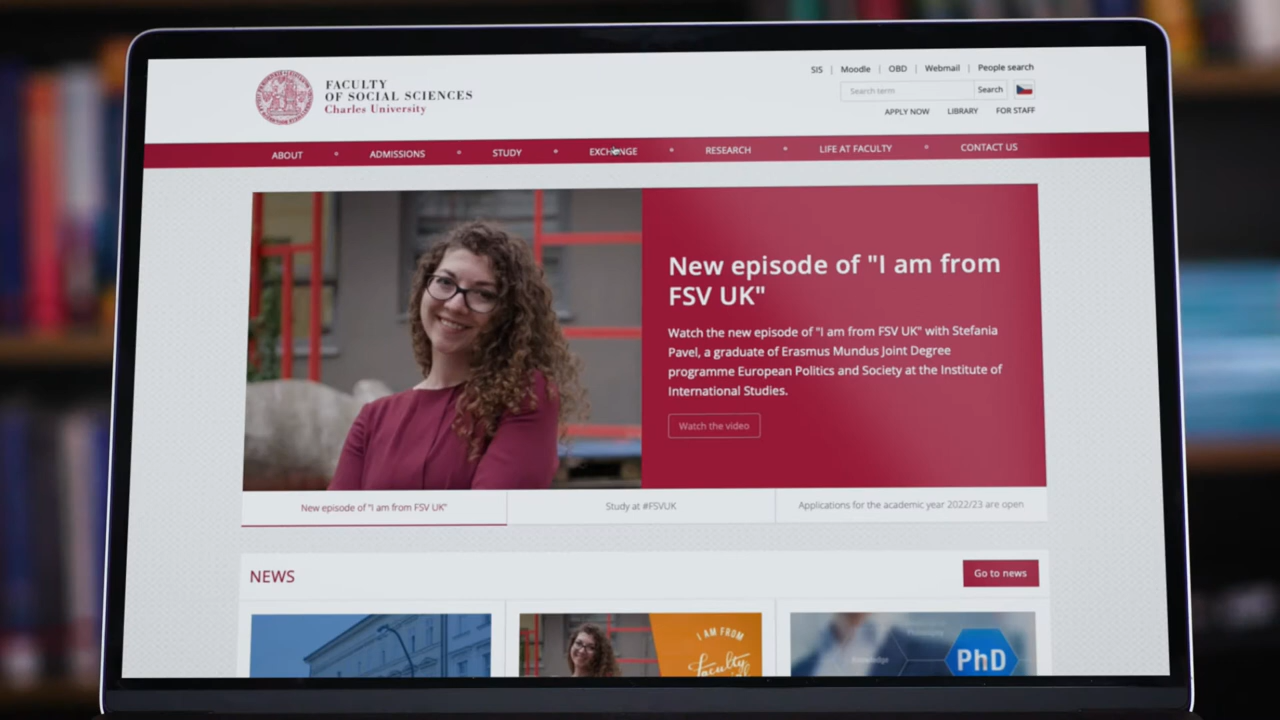 FACULTY
OF SOCIAL SCIENCES
Charles University
SIS | Moodle | OBD | Webmail | People search
Search term
Search
APPLY NOW LIBRARY FOR STAFF
ABOUT • ADMISSIONS • STUDY • EXCHANGE • RESEARCH • LIFE AT FACULTY • CONTACT US
New episode of "I am from
FSV UK"
Watch the new episode of "I am from FSV UK" with Stefania
Pavel, a graduate of Erasmus Mundus Joint Degree
programme European Politics and Society at the Institute of
International Studies.
Watch the video
New episode of "I am from FSV UK"
Study at #FSVUK
Applications for the academic year 2022/23 are open
NEWS
Go to news
I AM FROM
Faculty
Knowledge
PhD